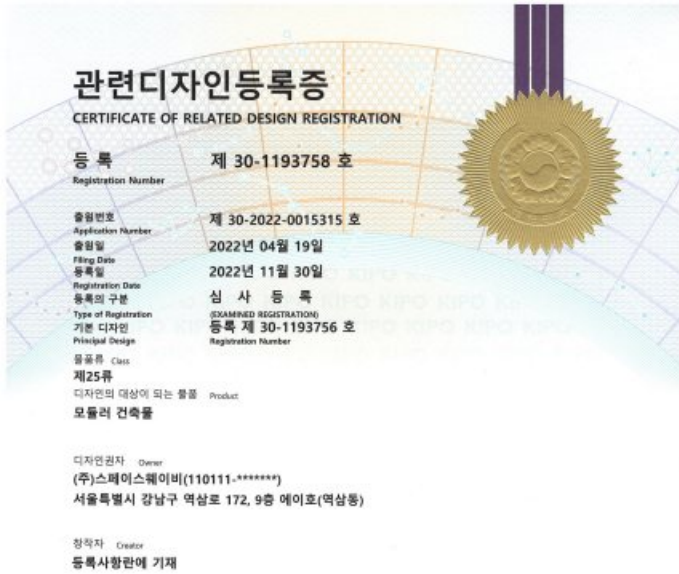 관련디자인등록증
CERTIFICATE OF RELATED DESIGN REGISTRATION
등 록 제 30-1193758 호
Registration Number
출원번호 제 30-2022-0015315 호
Application Number
출원일 2022년 04월 19일
Filing Date
등록일 2022년 11월 30일
Registration Date
등록의 구분 심 사 등 록
Type of Registration (EXAMINED REGISTRATION)
기본 디자인 등록 제 30-1193756 호
Principal Design Registration Number
물품류 Class
제25류
디자인의 대상이 되는 물품 Product
모듈러 건축물
디자인권자 Owner
(주)스페이스웨이비(110111-*******)
서울특별시 강남구 역삼로 172, 9층 에이호(역삼동)
창작자 Creator
등록사항란에 기재